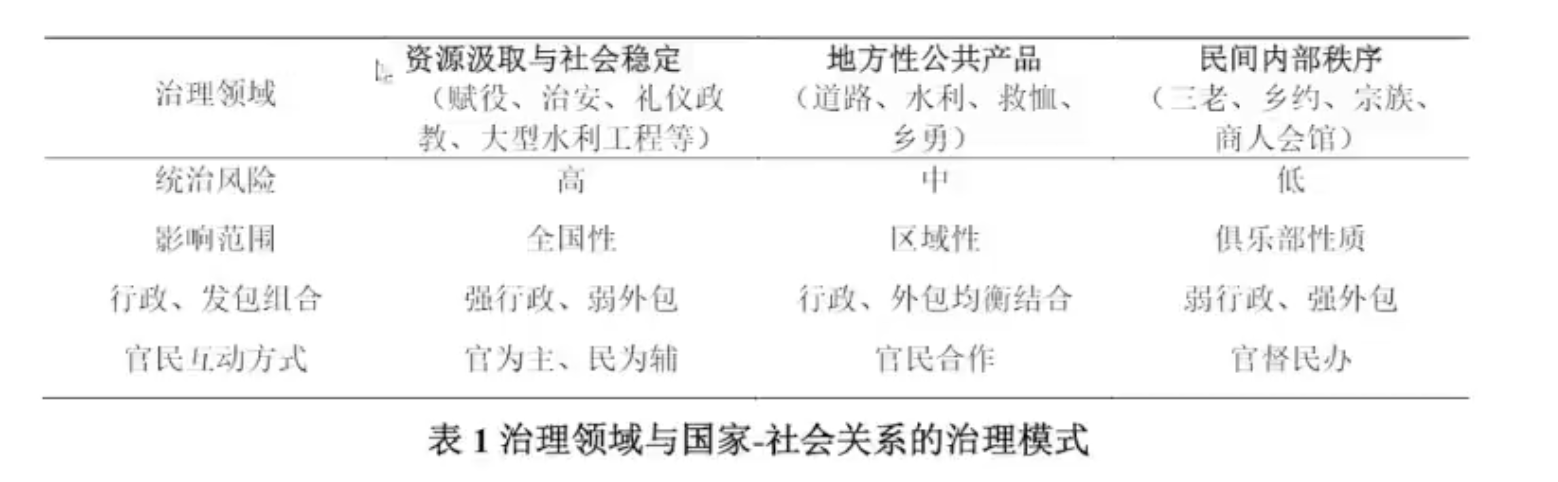 治理领域 资源汲取与社会稳定 地方性公共产品 民间内部秩序
（赋役、治安、礼仪政 （道路、水利、救恤、 （三老、乡约、宗族、
教、大型水利工程等） 乡勇） 商人会馆）
统治风险 高 中 低
影响范围 全国性 区域性 俱乐部性质
行政、发包组合 强行政、弱外包 行政、外包均衡结合 弱行政、强外包
官民互动方式 官为主、民为辅 官民合作 官督民办
表 1 治理领域与国家-社会关系的治理模式